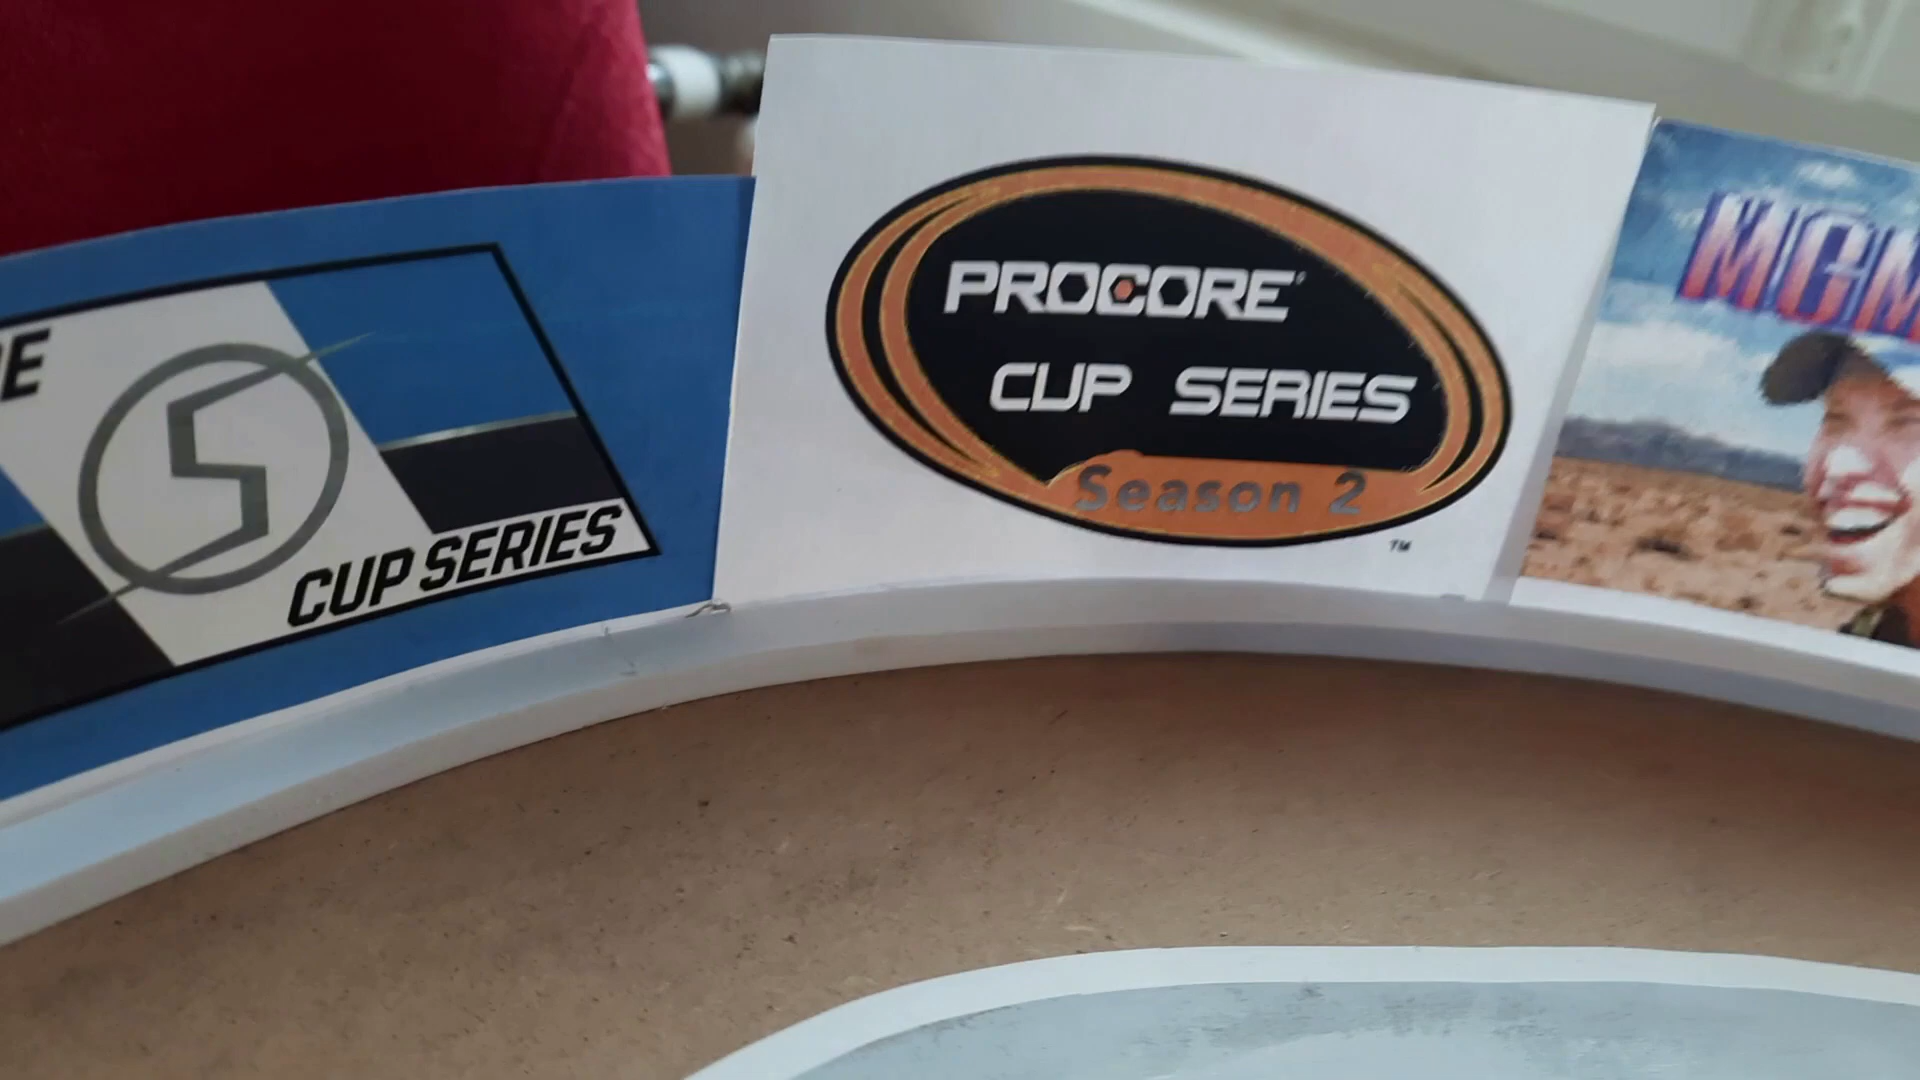 CUP SERIES
PROCORE
CUP SERIES
Season 2
TM